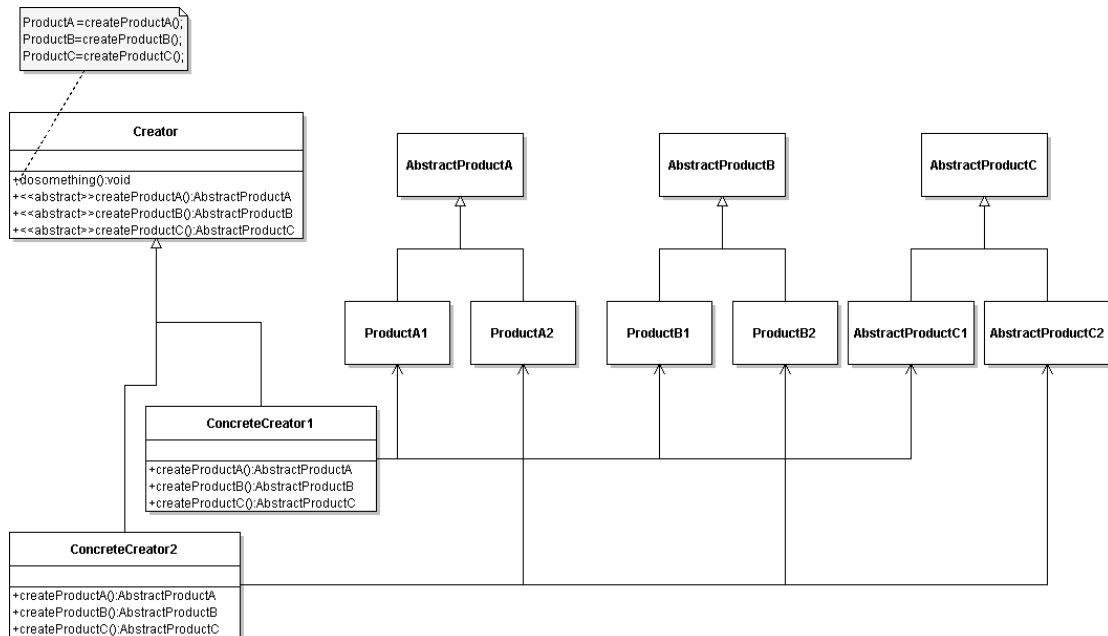 ProductA =createProductA();
ProductB=createProductB();
ProductC=createProductC();
Creator
+dosomething():void
+<<abstract>>createProductA():AbstractProductA
+<<abstract>>createProductB():AbstractProductB
+<<abstract>>createProductC():AbstractProductC
AbstractProductA
AbstractProductB
AbstractProductC
ProductA1
ProductA2
ProductB1
ProductB2
AbstractProductC1
AbstractProductC2
ConcreteCreator1
+createProductA():AbstractProductA
+createProductB():AbstractProductB
+createProductC():AbstractProductC
ConcreteCreator2
+createProductA():AbstractProductA
+createProductB():AbstractProductB
+createProductC():AbstractProductC